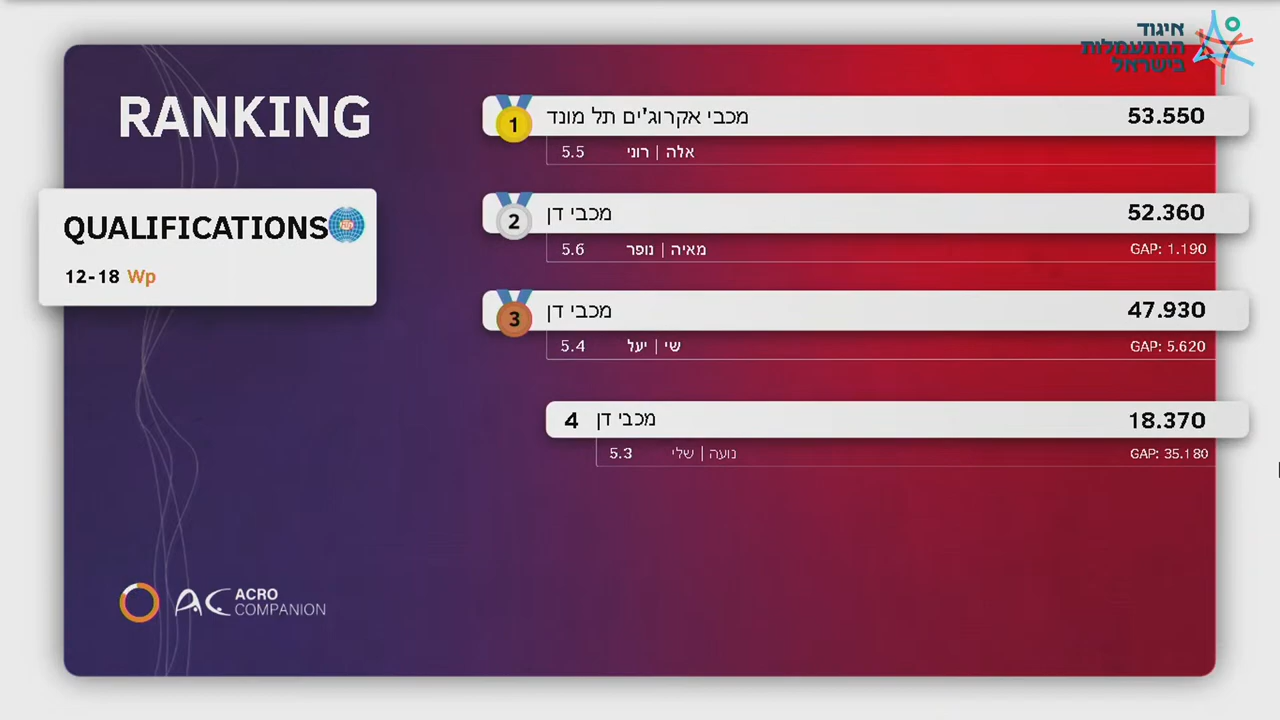 איגוד
ההתעמלות
בישראל
RANKING
QUALIFICATIONS
12-18 Wp
1 מכבי אקרוג'ים תל מונד 53.550
5.5 אלה | רוני
2 מכבי דן 52.360
5.6 מאיה | נופר GAP: 1.190
3 מכבי דן 47.930
5.4 שי | יעל GAP: 5.620
4 מכבי דן 18.370
5.3 נועה | שלי GAP: 35.180
AC ACRO
COMPANION